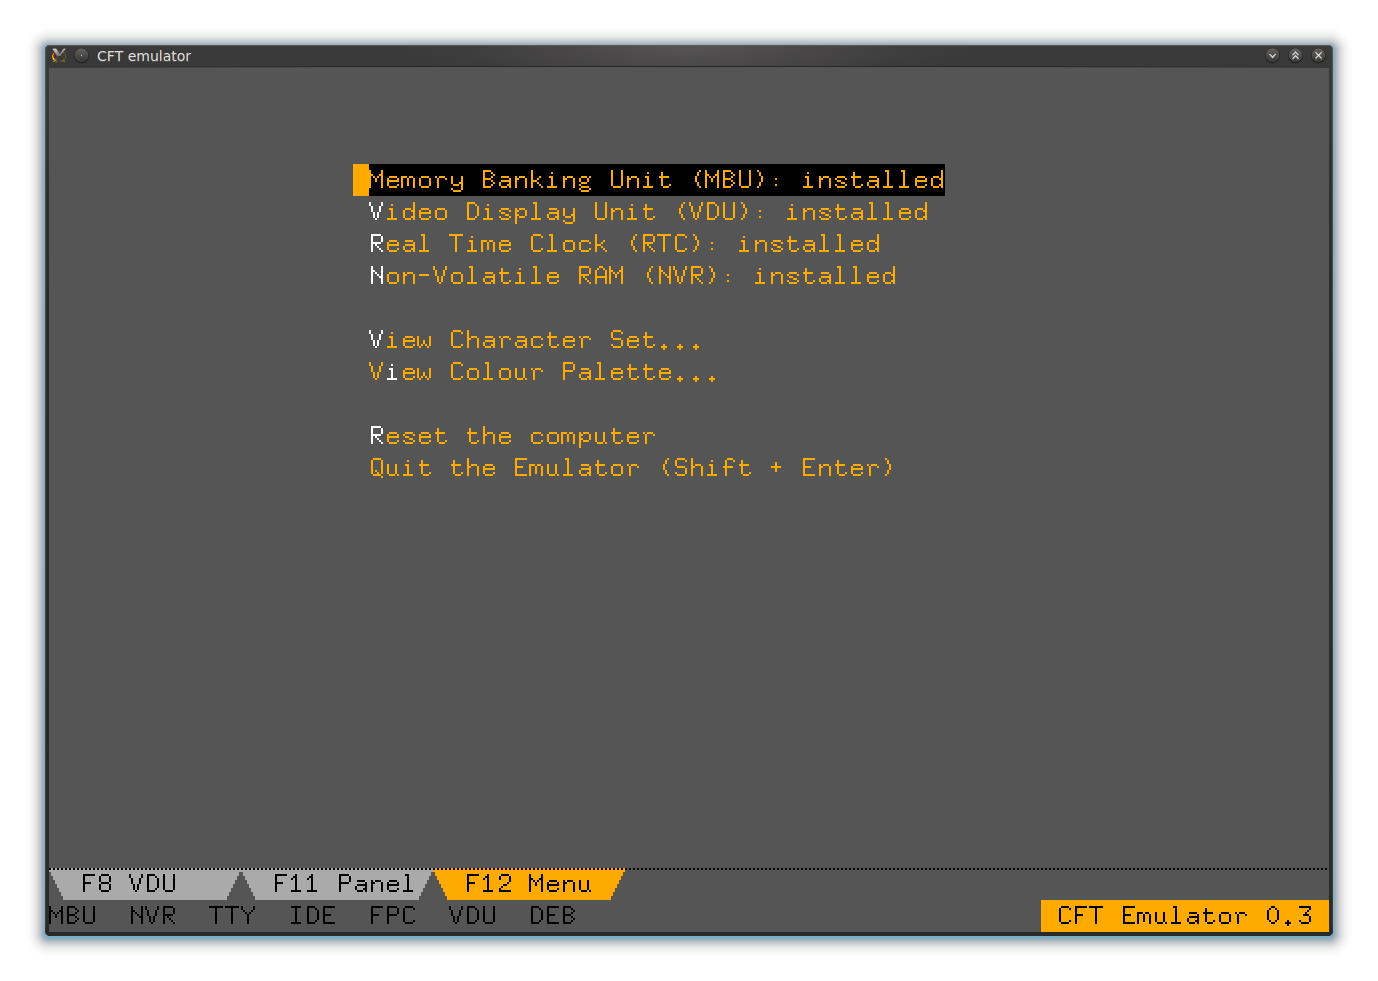 CFT emulator
Memory Banking Unit (MBU): installed
Video Display Unit (VDU): installed
Real Time Clock (RTC): installed
Non-Volatile RAM (NVR): installed
View Character Set...
View Colour Palette...
Reset the computer
Quit the Emulator (Shift + Enter)
F8 VDU F11 Panel F12 Menu
MBU NVR TTY IDE FPC VDU DEB CFT Emulator 0.3